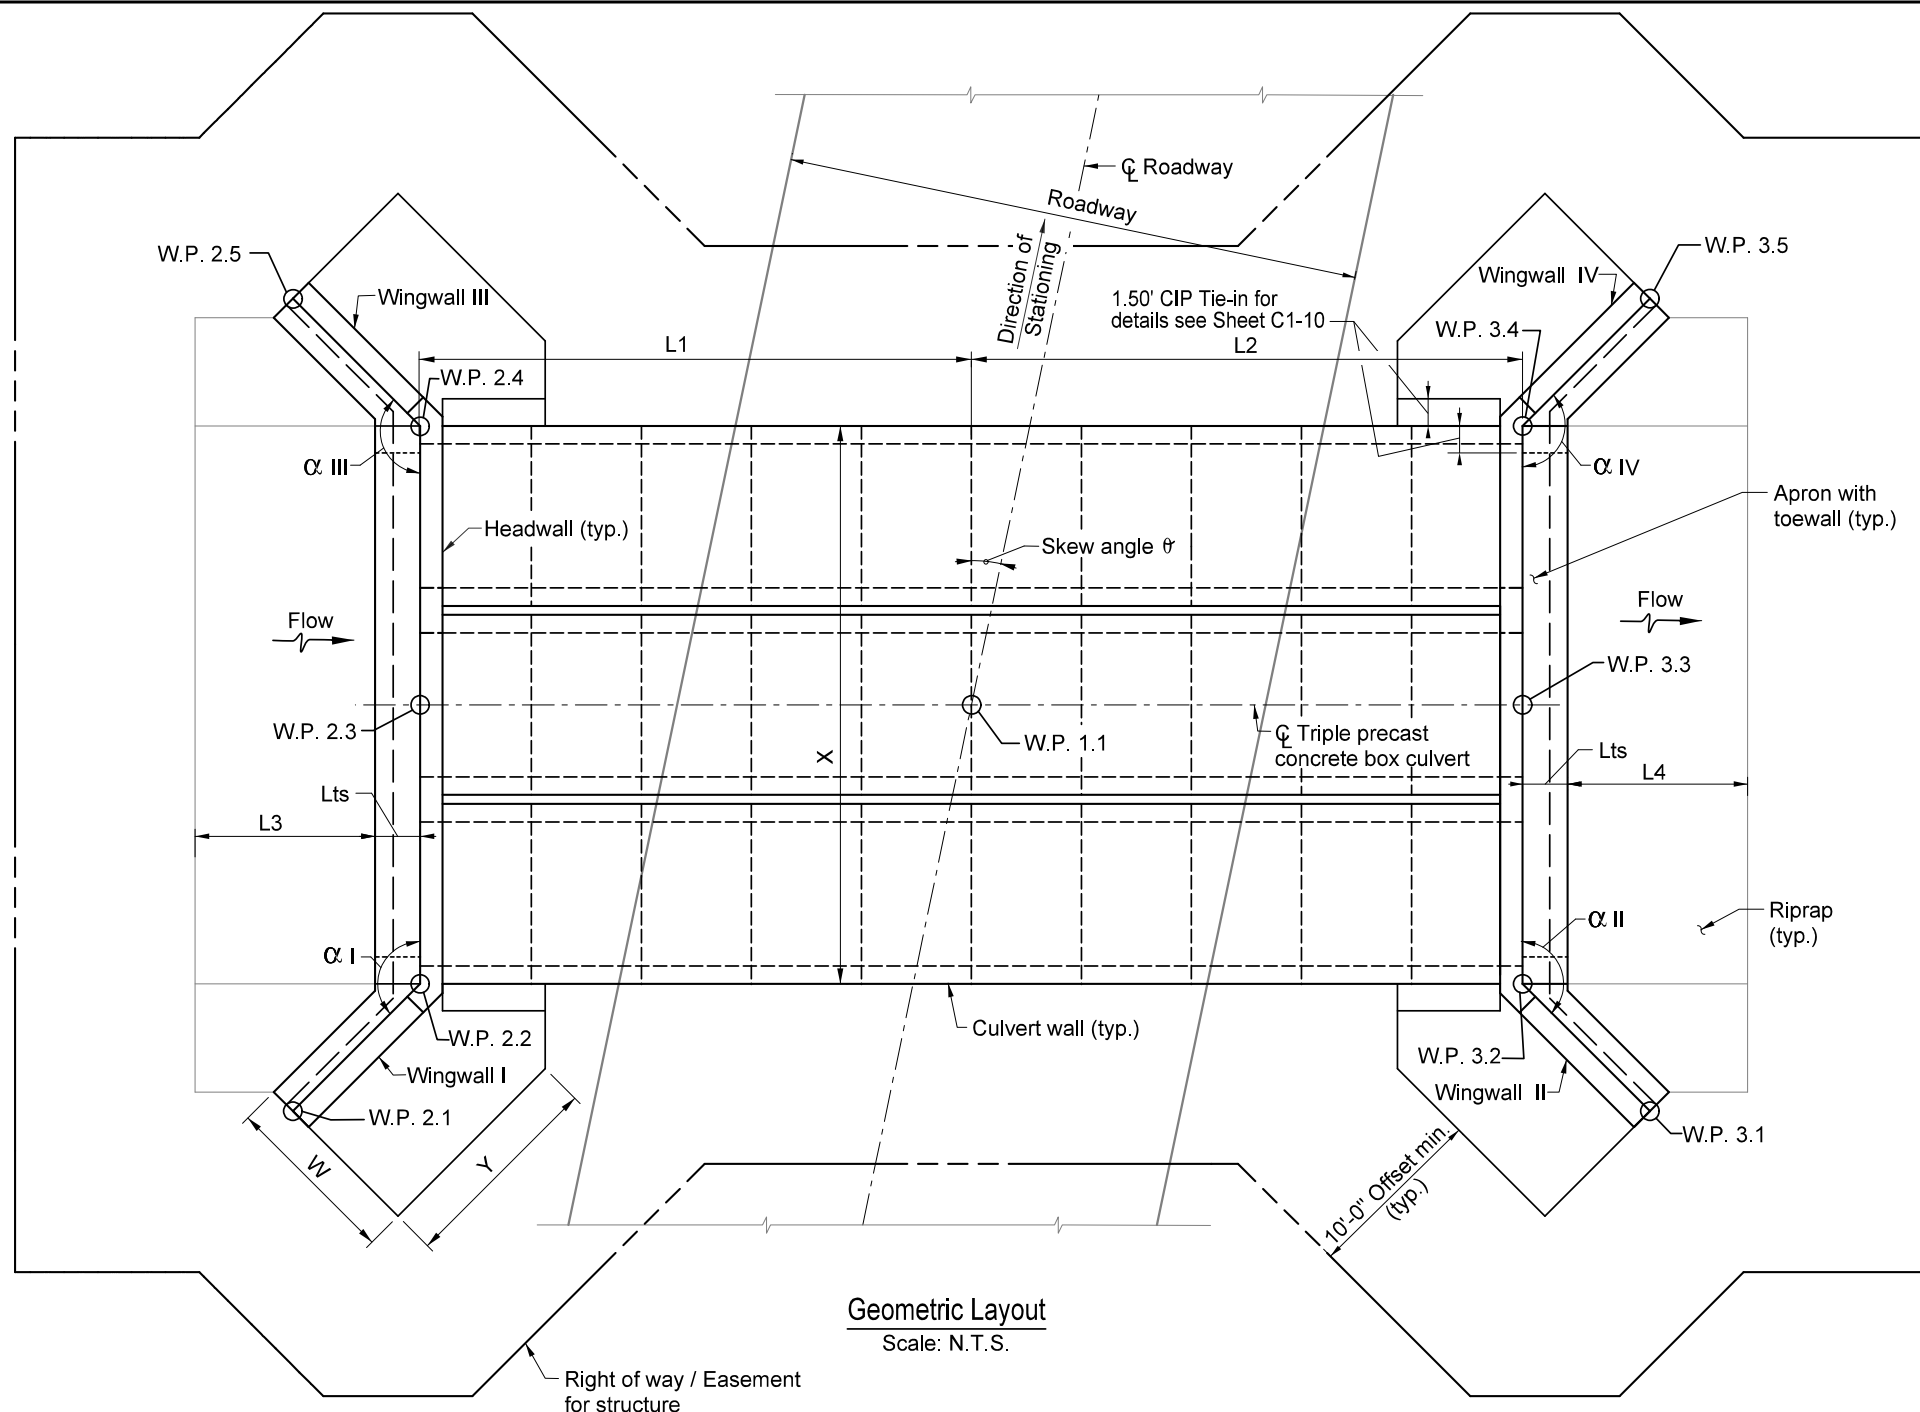 ℄ Roadway
Roadway
W.P. 2.5
W.P. 3.5
Wingwall III
Wingwall IV
Direction of
Stationing
1.50' CIP Tie-in for
details see Sheet C1-10
W.P. 3.4
L1
L2
W.P. 2.4
α III
α IV
Apron with
toewall (typ.)
Headwall (typ.)
Skew angle θ
Flow
Flow
W.P. 3.3
W.P. 2.3
W.P. 1.1
℄ Triple precast
concrete box culvert
X
Lts
L4
Lts
L3
Riprap
(typ.)
α II
α I
Culvert wall (typ.)
W.P. 2.2
W.P. 3.2
Wingwall I
Wingwall II
W.P. 2.1
W.P. 3.1
W
Y
10'-0" Offset min.
(typ.)
Geometric Layout
Scale: N.T.S.
Right of way / Easement
for structure